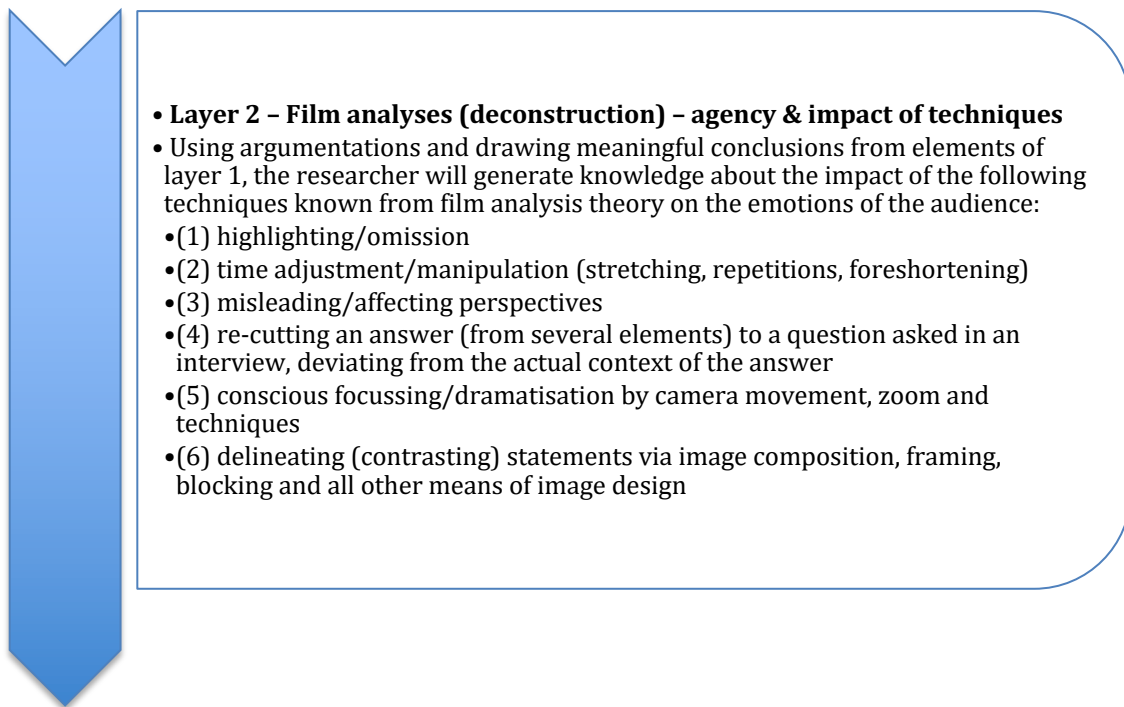 • Layer 2 – Film analyses (deconstruction) – agency & impact of techniques
• Using argumentations and drawing meaningful conclusions from elements of
layer 1, the researcher will generate knowledge about the impact of the following
techniques known from film analysis theory on the emotions of the audience:
•(1) highlighting/omission
•(2) time adjustment/manipulation (stretching, repetitions, foreshortening)
•(3) misleading/affecting perspectives
•(4) re-cutting an answer (from several elements) to a question asked in an
interview, deviating from the actual context of the answer
•(5) conscious focussing/dramatisation by camera movement, zoom and
techniques
•(6) delineating (contrasting) statements via image composition, framing,
blocking and all other means of image design